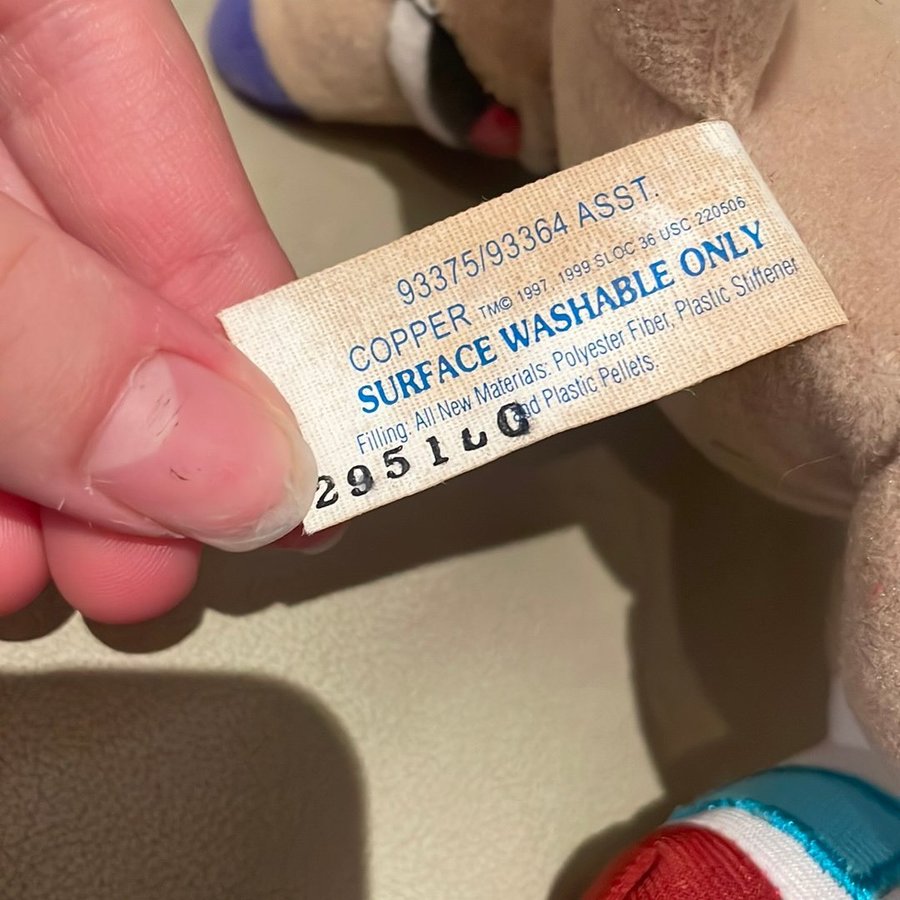 93375/93364 ASST.
COPPER TM© 1997, 1999 SLOC 36 USC 220506
SURFACE WASHABLE ONLY
Filling: All New Materials: Polyester Fiber, Plastic Stiffener
and Plastic Pellets.